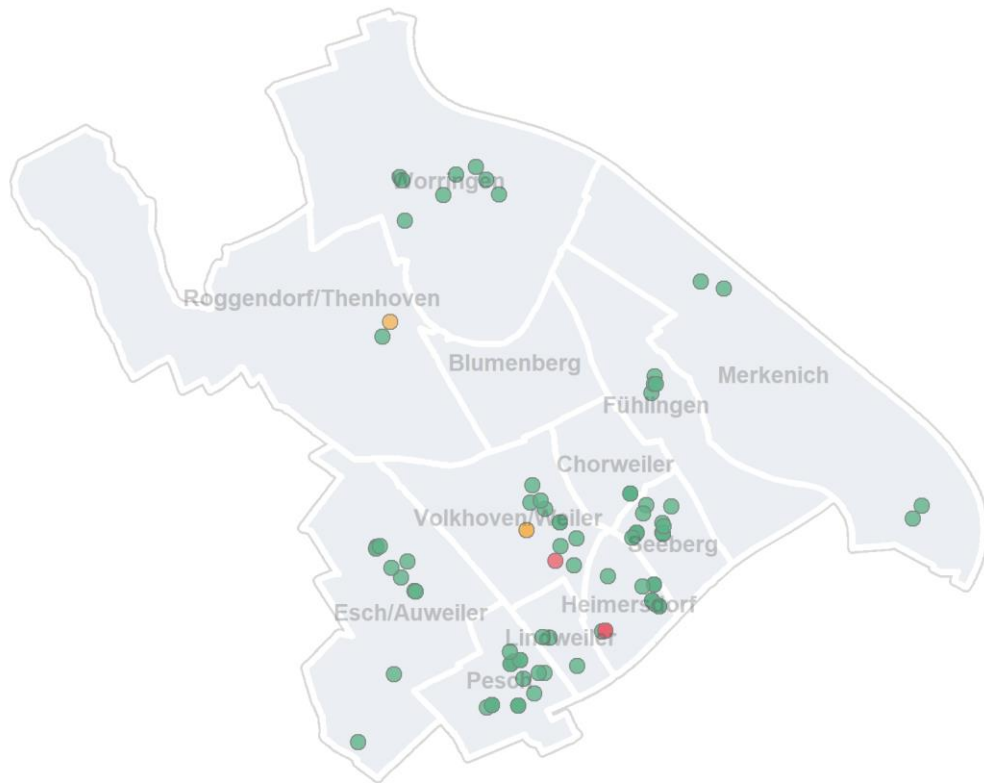 Worringen
Roggendorf/Thenhoven
Blumenberg
Merkenich
Fühlingen
Chorweiler
Volkhoven/Weiler
Seeberg
Heimersdorf
Esch/Auweiler
Lindweiler
Pesch